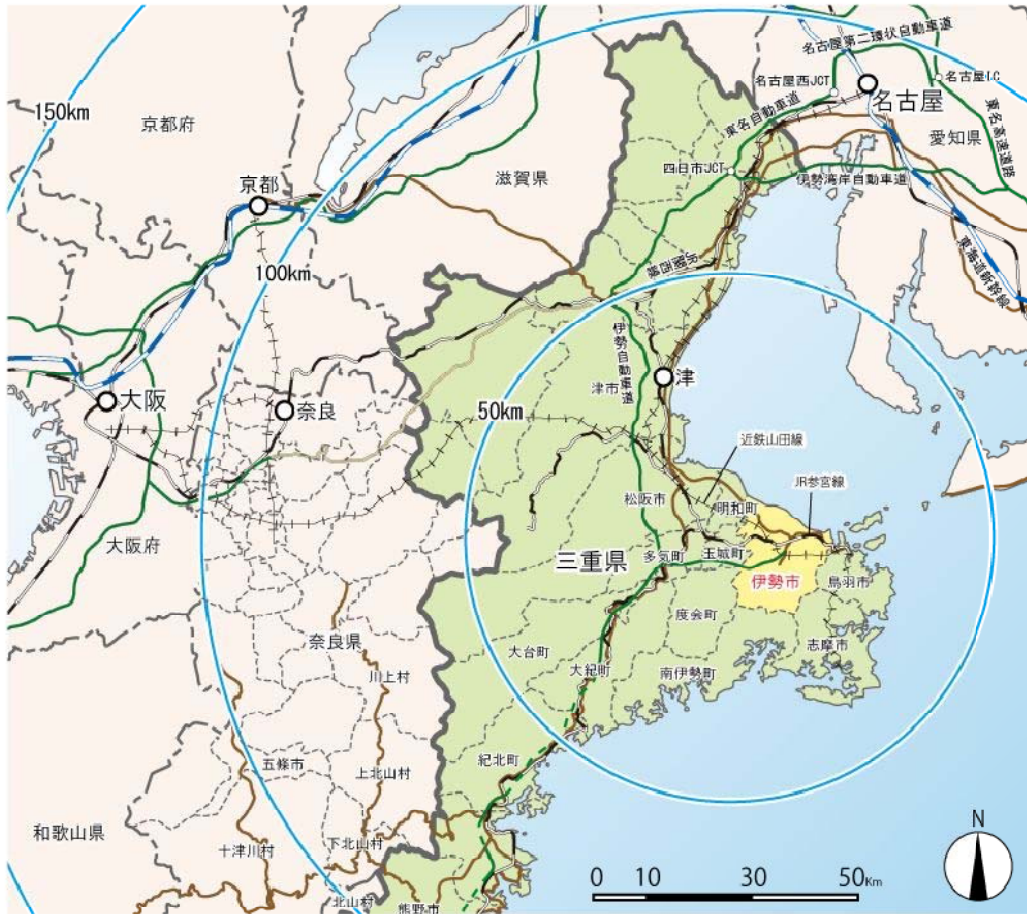 名古屋第二環状自動車道
名古屋西JCT
名古屋I.C
名古屋
150km
京都府
東名自動車道
東名高速道路
愛知県
四日市JCT
滋賀県
伊勢湾岸自動車道
京都
東海道新幹線
100km
関西本線
伊勢自動車道
津
津市
大阪
奈良
50km
近鉄山田線
JR参宮線
松阪市
明和町
大阪府
三重県
多気町
玉城町
伊勢市
鳥羽市
度会町
奈良県
大台町
志摩市
川上村
大紀町
南伊勢町
五條市
上北山村
紀北町
和歌山県
十津川村
下北山村
北山村
熊野市
N
0 10 30 50Km